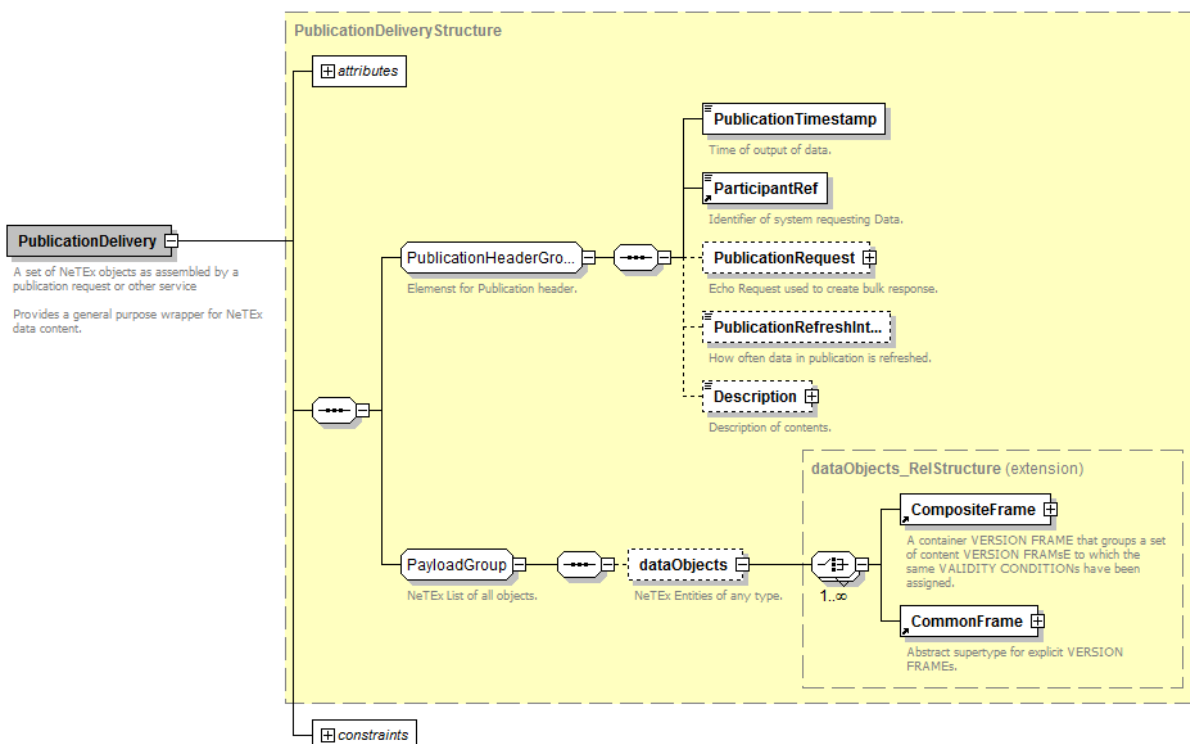 PublicationDeliveryStructure
attributes
PublicationTimestamp
Time of output of data.
ParticipantRef
Identifier of system requesting Data.
PublicationDelivery
A set of NeTEx objects as assembled by a
publication request or other service
Provides a general purpose wrapper for NeTEx
data content.
PublicationHeaderGro...
Elemenst for Publication header.
PublicationRequest
Echo Request used to create bulk response.
PublicationRefreshInt...
How often data in publication is refreshed.
Description
Description of contents.
dataObjects_RelStructure (extension)
CompositeFrame
A container VERSION FRAME that groups a set
of content VERSION FRAMsE to which the
same VALIDITY CONDITIONs have been
assigned.
PayloadGroup
NeTEx List of all objects.
dataObjects
NeTEx Entities of any type.
1..∞
CommonFrame
Abstract supertype for explicit VERSION
FRAMEs.
constraints